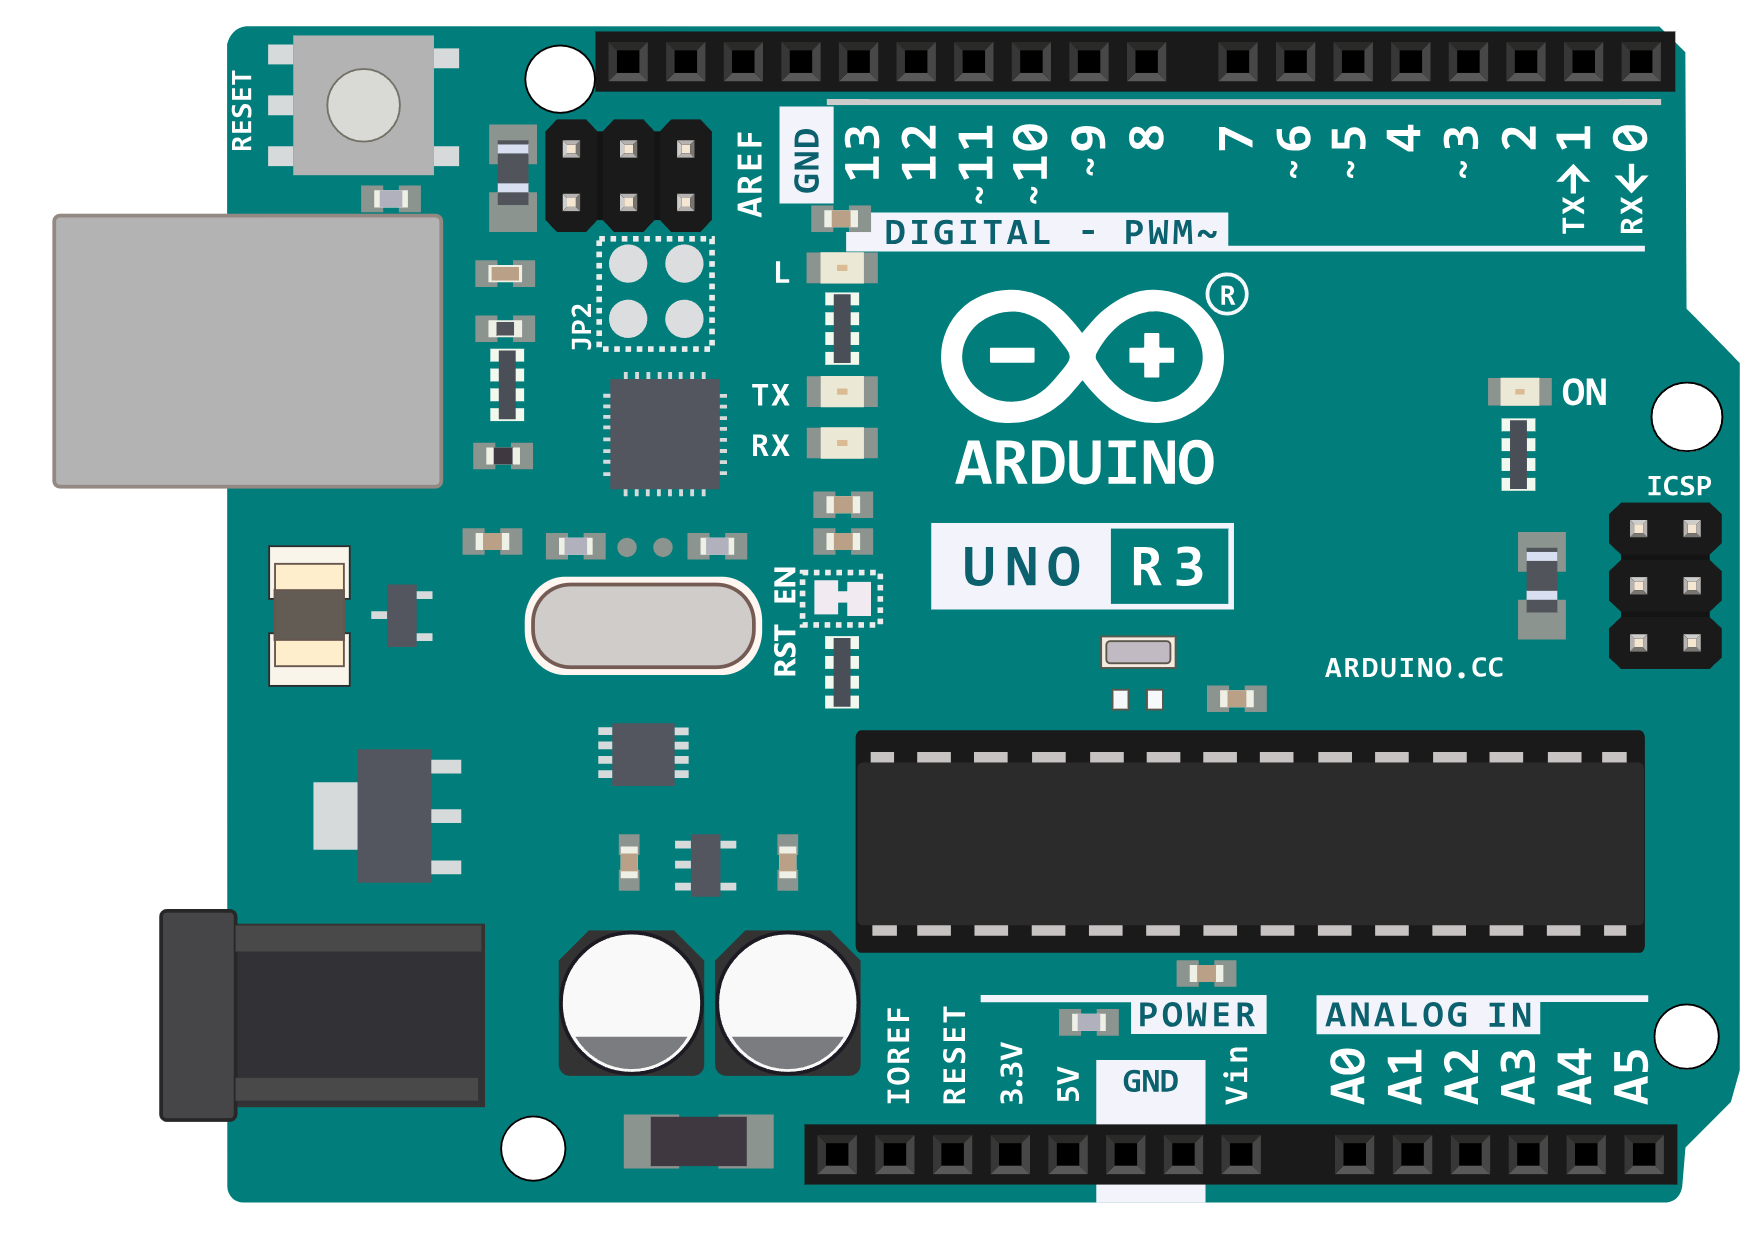 RESET
AREF
GND
13
12
~11
~10
~9
8
7
~6
~5
4
~3
2
TX→1
RX←0
DIGITAL - PWM~
L
JP2
TX
RX
®
ARDUINO
ON
ICSP
UNO R3
RST EN
ARDUINO.CC
POWER
ANALOG IN
IOREF
RESET
3.3V
5V
GND
Vin
A0
A1
A2
A3
A4
A5